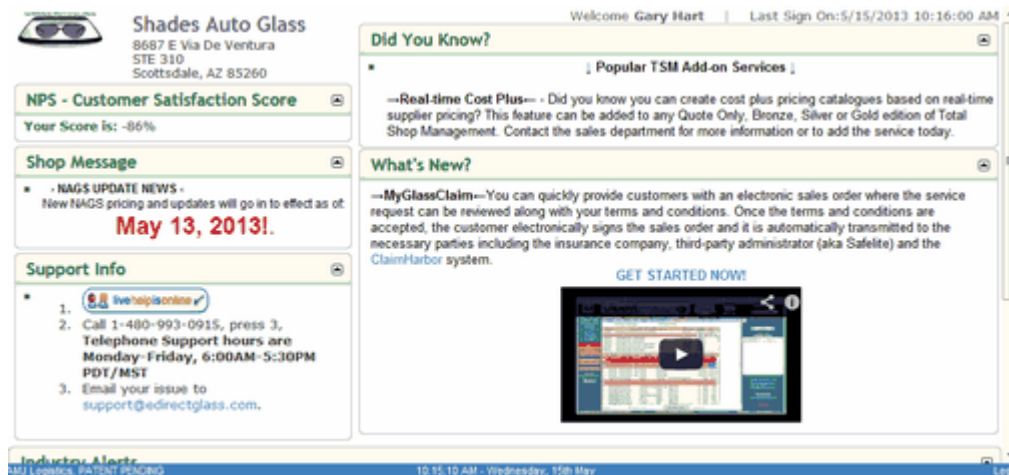 Welcome Gary Hart | Last Sign On:5/15/2013 10:16:00 AM
Shades Auto Glass
8687 E Via De Ventura
STE 310
Scottsdale, AZ 85260
NPS - Customer Satisfaction Score
Your Score is: -86%
Shop Message
- NAGS UPDATE NEWS -
New NAGS pricing and updates will go in to effect as of:
May 13, 2013!.
Support Info
1. livehelpisonline
2. Call 1-480-993-0915, press 3,
Telephone Support hours are
Monday-Friday, 6:00AM-5:30PM
PDT/MST
3. Email your issue to
support@edirectglass.com.
Did You Know?
↓ Popular TSM Add-on Services ↓
→Real-time Cost Plus← - Did you know you can create cost plus pricing catalogues based on real-time
supplier pricing? This feature can be added to any Quote Only, Bronze, Silver or Gold edition of Total
Shop Management. Contact the sales department for more information or to add the service today.
What's New?
→MyGlassClaim←You can quickly provide customers with an electronic sales order where the service
request can be reviewed along with your terms and conditions. Once the terms and conditions are
accepted, the customer electronically signs the sales order and it is automatically transmitted to the
necessary parties including the insurance company, third-party administrator (aka Safelite) and the
ClaimHarbor system.
GET STARTED NOW!
Industry Alerts
Logistics. PATENT PENDING
10:15:10 AM - Wednesday, 15th May